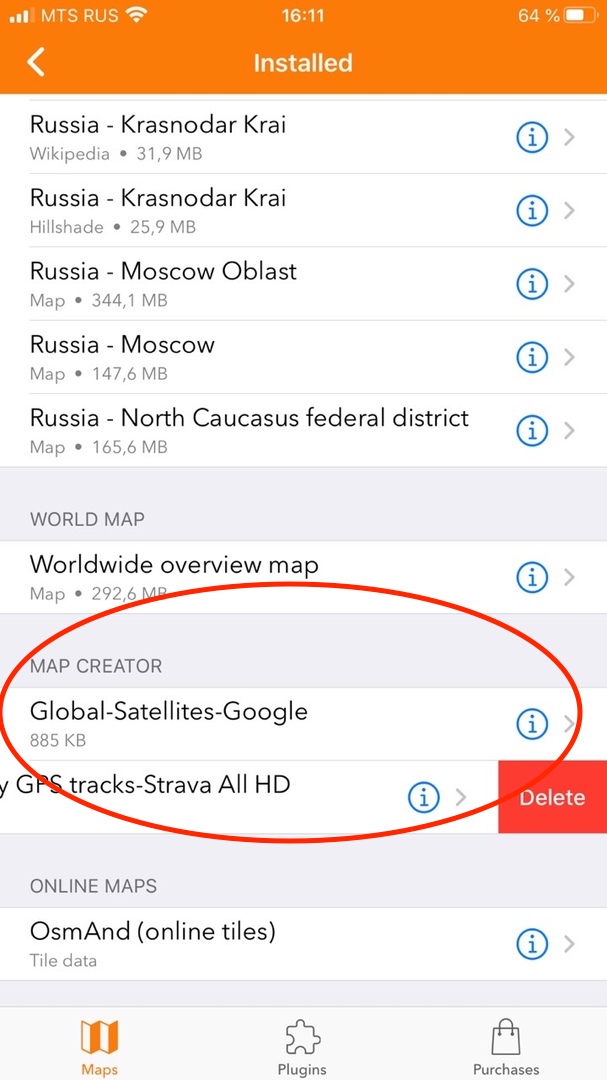 MTS RUS 16:11 64 %
Installed
Russia - Krasnodar Krai
Wikipedia • 31,9 MB
Russia - Krasnodar Krai
Hillshade • 25,9 MB
Russia - Moscow Oblast
Map • 344,1 MB
Russia - Moscow
Map • 147,6 MB
Russia - North Caucasus federal district
Map • 165,6 MB
WORLD MAP
Worldwide overview map
Map • 292,6 MB
MAP CREATOR
Global-Satellites-Google
885 KB
y GPS tracks-Strava All HD
Delete
ONLINE MAPS
OsmAnd (online tiles)
Tile data
Maps Plugins Purchases